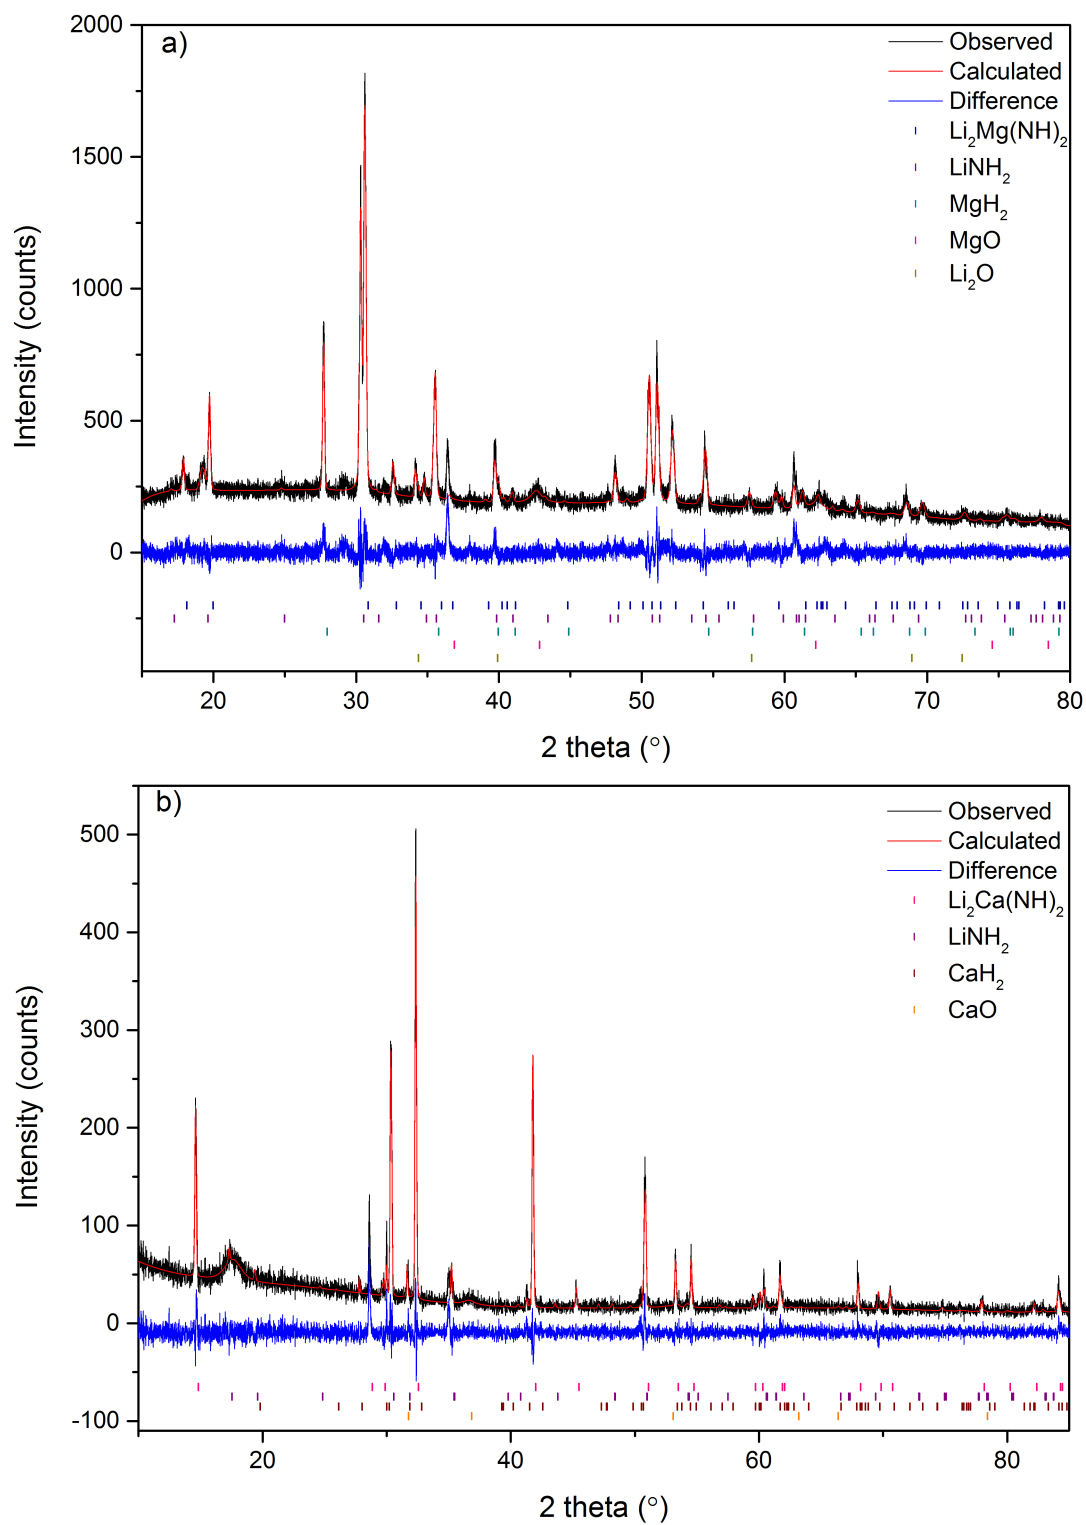 2000
a)
Observed
Calculated
Difference
Li2Mg(NH)2
LiNH2
MgH2
MgO
Li2O
1500
1000
500
0
Intensity (counts)
20 30 40 50 60 70 80
2 theta (°)
b)
Observed
Calculated
Difference
Li2Ca(NH)2
LiNH2
CaH2
CaO
500
400
300
200
100
0
-100
Intensity (counts)
20 40 60 80
2 theta (°)